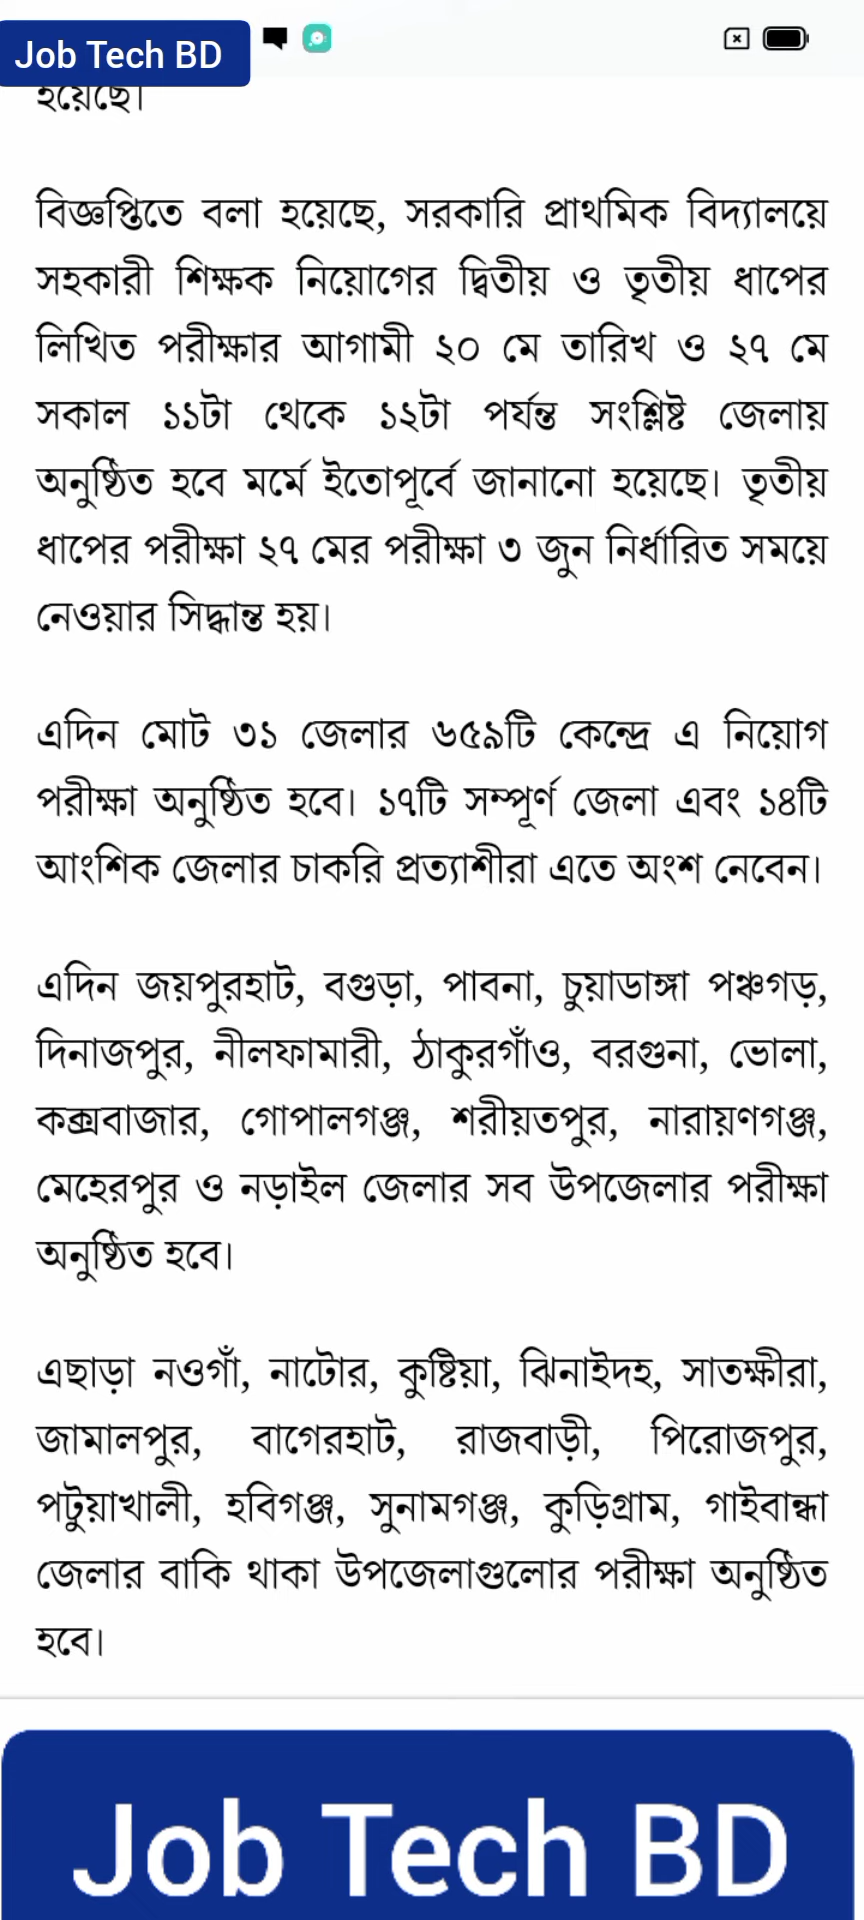 Job Tech BD
হয়েছে।
বিজ্ঞপ্তিতে বলা হয়েছে, সরকারি প্রাথমিক বিদ্যালয়ে
সহকারী শিক্ষক নিয়োগের দ্বিতীয় ও তৃতীয় ধাপের
লিখিত পরীক্ষার আগামী ২০ মে তারিখ ও ২৭ মে
সকাল ১১টা থেকে ১২টা পর্যন্ত সংশ্লিষ্ট জেলায়
অনুষ্ঠিত হবে মর্মে ইতোপূর্বে জানানো হয়েছে। তৃতীয়
ধাপের পরীক্ষা ২৭ মের পরীক্ষা ৩ জুন নির্ধারিত সময়ে
নেওয়ার সিদ্ধান্ত হয়।
এদিন মোট ৩১ জেলার ৬৫৯টি কেন্দ্রে এ নিয়োগ
পরীক্ষা অনুষ্ঠিত হবে। ১৭টি সম্পূর্ণ জেলা এবং ১৪টি
আংশিক জেলার চাকরি প্রত্যাশীরা এতে অংশ নেবেন।
এদিন জয়পুরহাট, বগুড়া, পাবনা, চুয়াডাঙ্গা পঞ্চগড়,
দিনাজপুর, নীলফামারী, ঠাকুরগাঁও, বরগুনা, ভোলা,
কক্সবাজার, গোপালগঞ্জ, শরীয়তপুর, নারায়ণগঞ্জ,
মেহেরপুর ও নড়াইল জেলার সব উপজেলার পরীক্ষা
অনুষ্ঠিত হবে।
এছাড়া নওগাঁ, নাটোর, কুষ্টিয়া, ঝিনাইদহ, সাতক্ষীরা,
জামালপুর, বাগেরহাট, রাজবাড়ী, পিরোজপুর,
পটুয়াখালী, হবিগঞ্জ, সুনামগঞ্জ, কুড়িগ্রাম, গাইবান্ধা
জেলার বাকি থাকা উপজেলাগুলোর পরীক্ষা অনুষ্ঠিত
হবে।
Job Tech BD